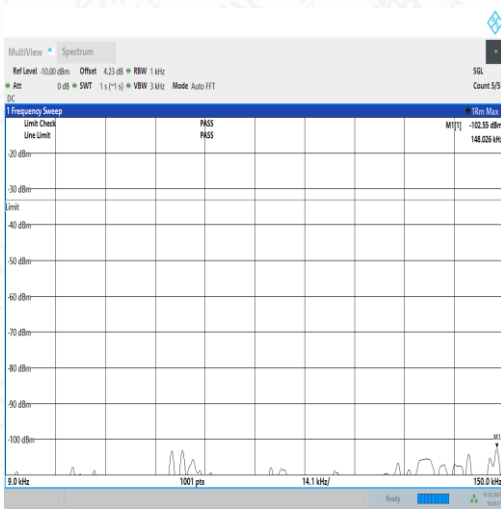 MultiView Spectrum
Ref Level -10.00 dBm Offset 4.23 dB RBW 1 kHz SGL
Att 0 dB SWT 1 s (~1 s) VBW 3 kHz Mode Auto FFT Count 5/5
DC
1 Frequency Sweep 1Rm Max
Limit Check PASS M1[1] -102.55 dBm
Line Limit PASS 148.026 kHz
-20 dBm
-30 dBm
Limit
-40 dBm
-50 dBm
-60 dBm
-70 dBm
-80 dBm
-90 dBm
-100 dBm M1
9.0 kHz 1001 pts 14.1 kHz/ 150.0 kHz
Ready